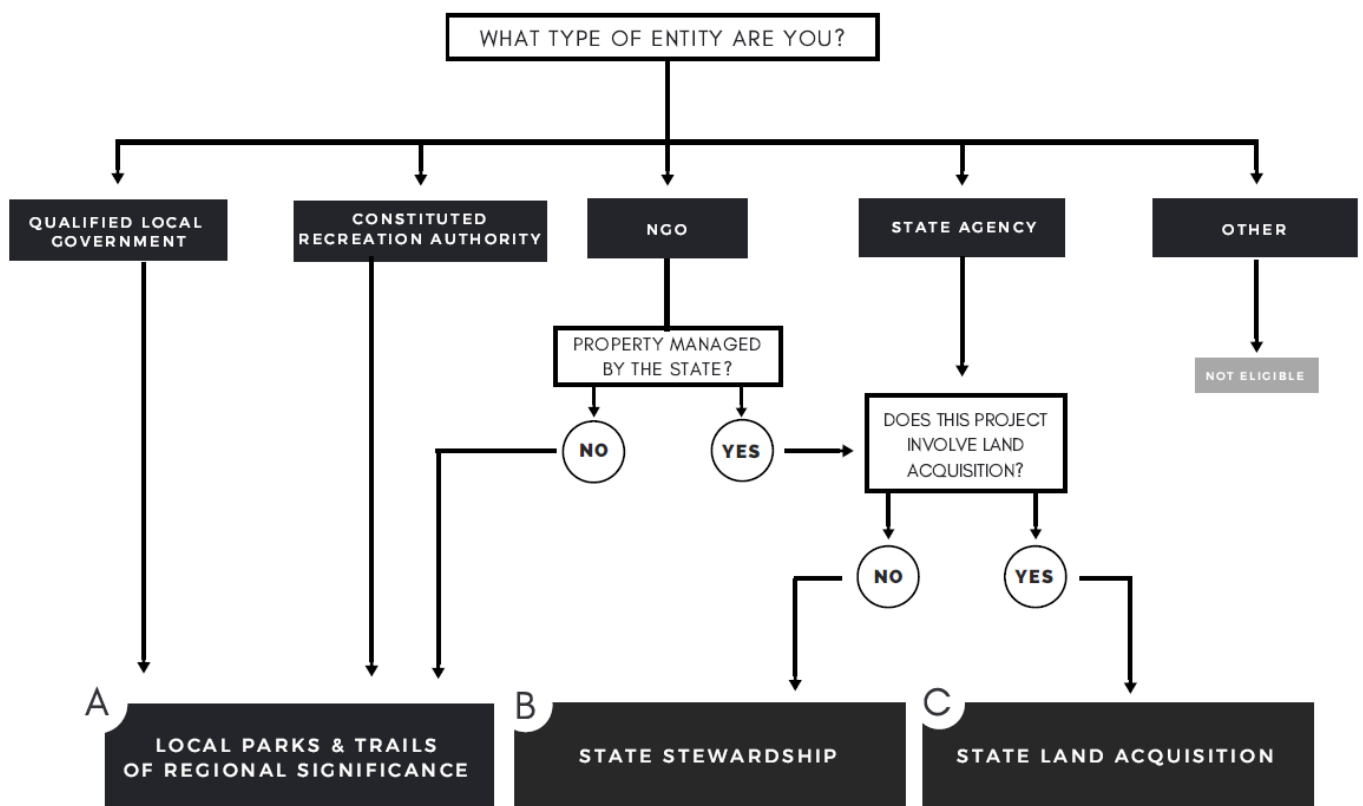 WHAT TYPE OF ENTITY ARE YOU?
QUALIFIED LOCAL
GOVERNMENT
CONSTITUTED
RECREATION AUTHORITY
NGO
STATE AGENCY
OTHER
PROPERTY MANAGED
BY THE STATE?
NOT ELIGIBLE
NO
YES
DOES THIS PROJECT
INVOLVE LAND
ACQUISITION?
NO
YES
A
LOCAL PARKS & TRAILS
OF REGIONAL SIGNIFICANCE
B
STATE STEWARDSHIP
C
STATE LAND ACQUISITION